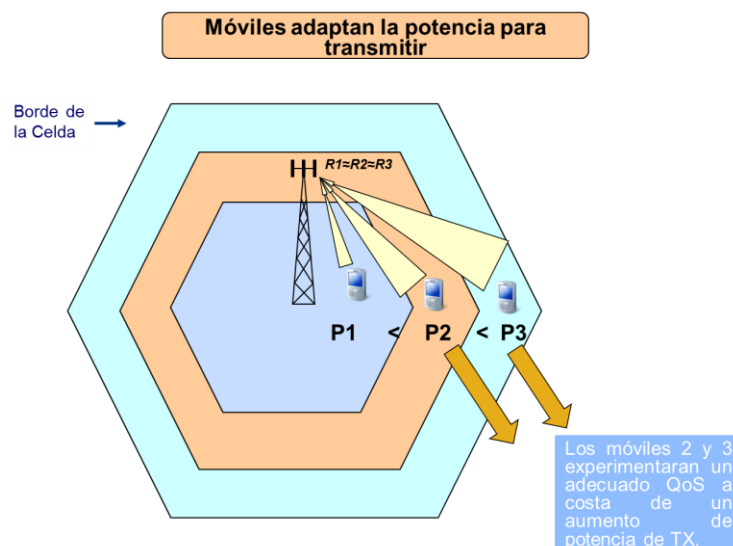 Móviles adaptan la potencia para
transmitir
Borde de
la Celda
R1≈R2≈R3
P1 < P2 < P3
Los móviles 2 y 3
experimentaran un
adecuado QoS a
costa de un
aumento de
potencia de TX.